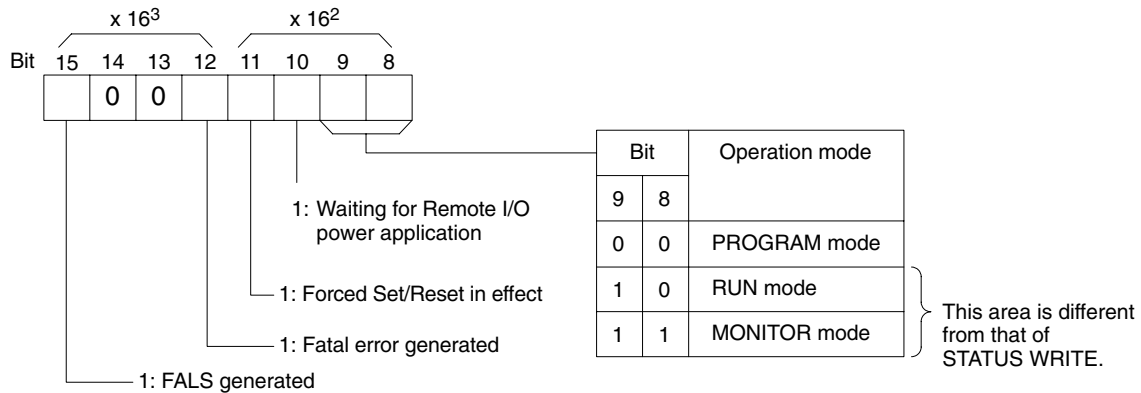 x 16³ x 16²
Bit 15 14 13 12 11 10 9 8
0 0
Bit Operation mode
9 8
0 0 PROGRAM mode
1 0 RUN mode
1 1 MONITOR mode
This area is different
from that of
STATUS WRITE.
1: Waiting for Remote I/O
power application
1: Forced Set/Reset in effect
1: Fatal error generated
1: FALS generated